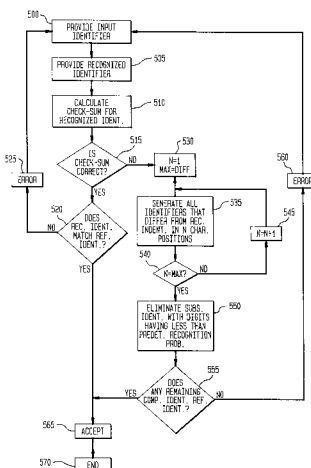 500
PROVIDE INPUT
IDENTIFIER
505
PROVIDE RECOGNIZED
IDENTIFIER
510
CALCULATE
CHECK-SUM FOR
RECOGNIZED IDENT.
515
IS
CHECK-SUM
CORRECT?
NO
YES
530
N=1
MAX=DIFF
525
ERROR
520
DOES
REC. IDENT.
MATCH REF.
IDENT.?
NO
YES
535
GENERATE ALL
IDENTIFIERS THAT
DIFFER FROM REC.
INDENT. IN N CHAR.
POSITIONS
545
N=N+1
540
N=MAX?
NO
YES
560
ERROR
550
ELIMINATE SUBS.
IDENT. WITH DIGITS
HAVING LESS THAN
PREDET. RECOGNITION
PROB.
555
DOES
ANY REMAINING
COMP. IDENT. REF.
IDENT.?
YES
NO
565
ACCEPT
570
END